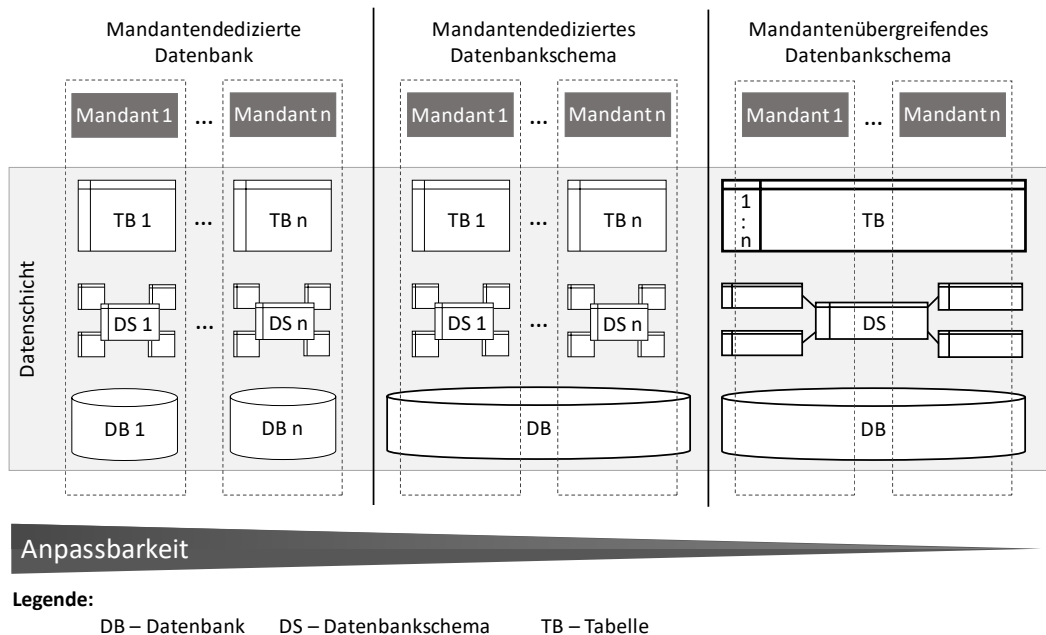 Mandantendedizierte
Datenbank
Mandantendediziertes
Datenbankschema
Mandantenübergreifendes
Datenbankschema
Mandant 1 ... Mandant n
Mandant 1 ... Mandant n
Mandant 1 ... Mandant n
Datenschicht
TB 1 ... TB n
TB 1 ... TB n
1
:
n
TB
DS 1 ... DS n
DS 1 ... DS n
DS
DB 1 DB n
DB
DB
Anpassbarkeit
Legende:
DB – Datenbank DS – Datenbankschema TB – Tabelle